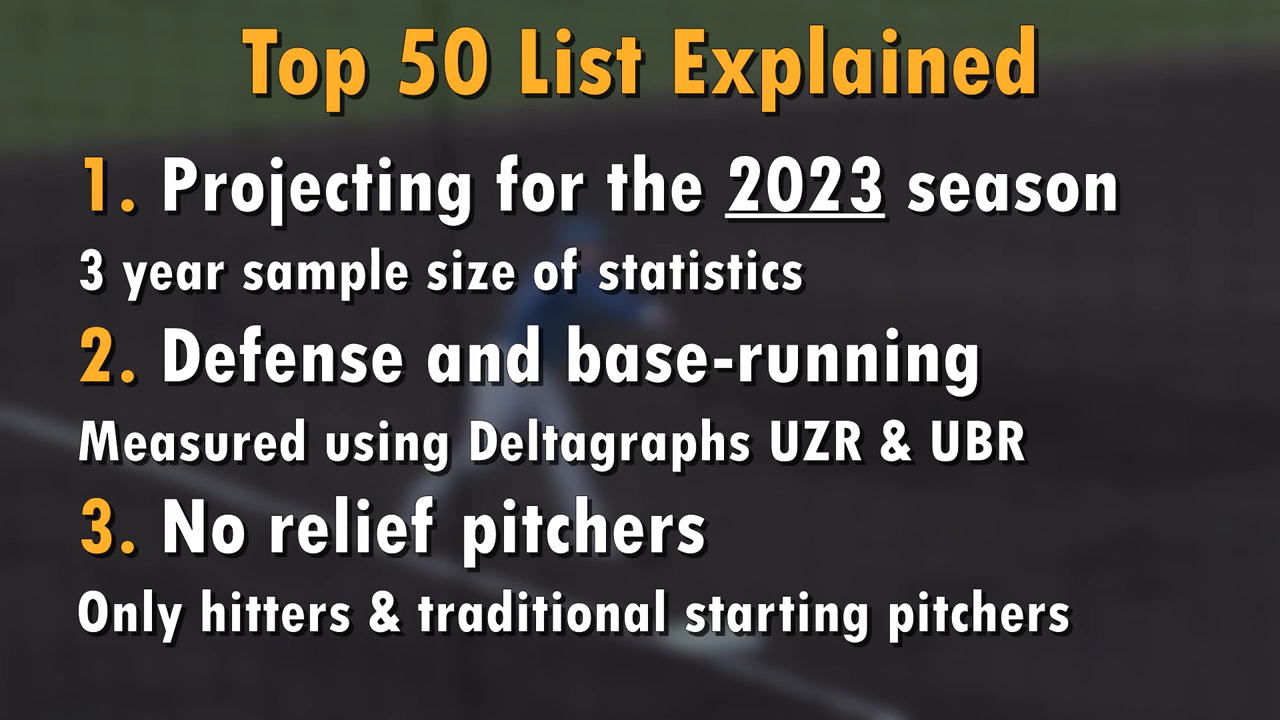 Top 50 List Explained
1. Projecting for the 2023 season
3 year sample size of statistics
2. Defense and base-running
Measured using Deltagraphs UZR & UBR
3. No relief pitchers
Only hitters & traditional starting pitchers